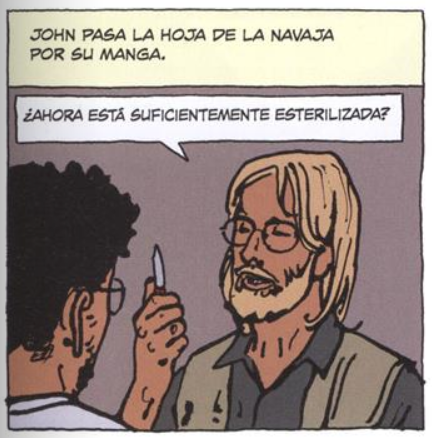 JOHN PASA LA HOJA DE LA NAVAJA
POR SU MANGA.
¿AHORA ESTÁ SUFICIENTEMENTE ESTERILIZADA?